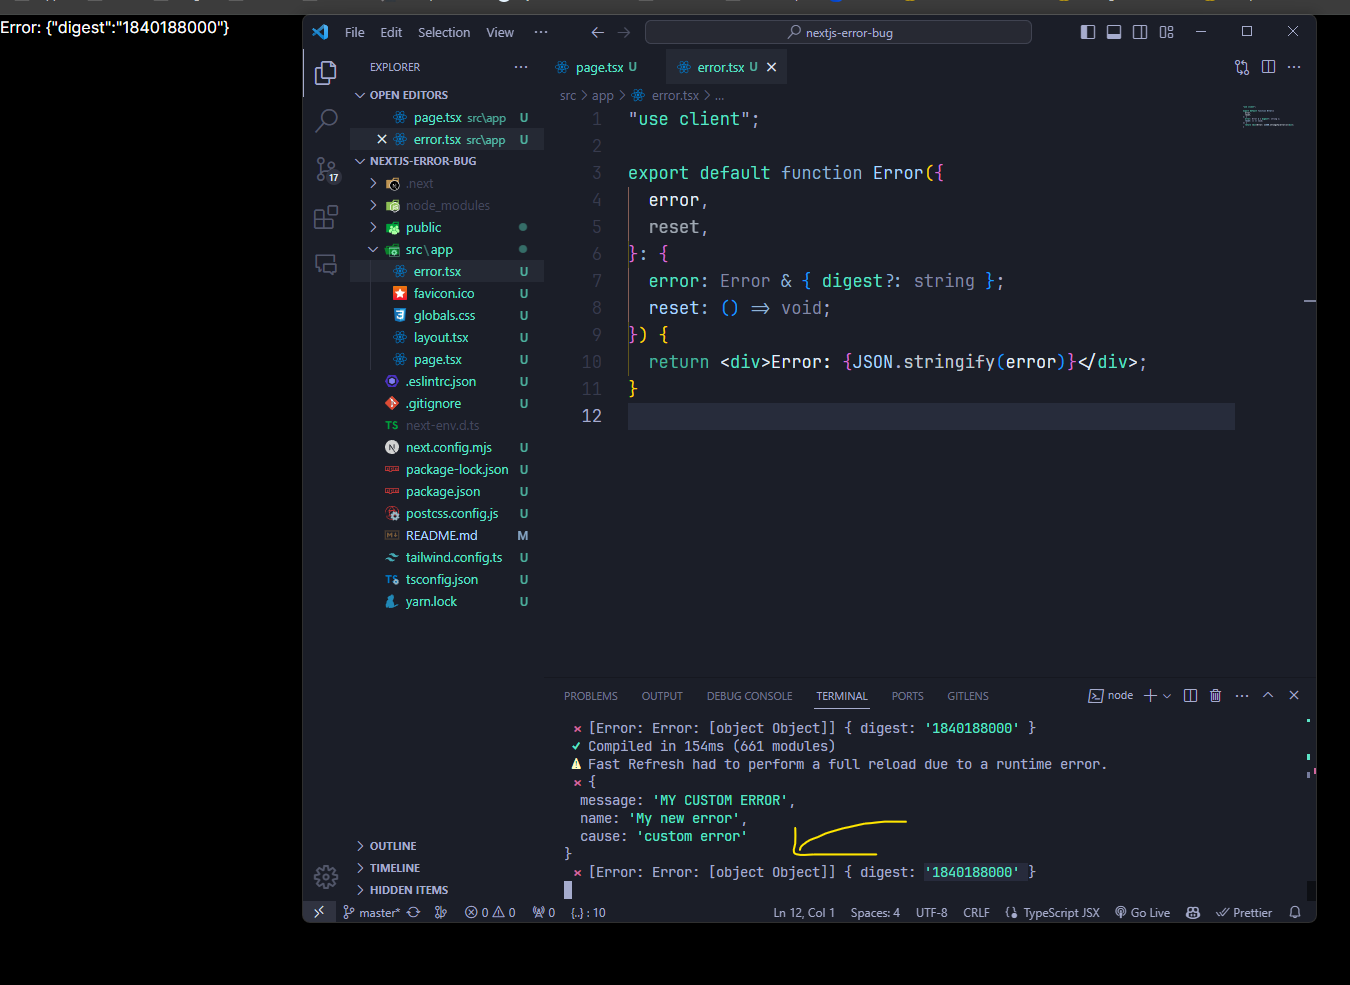 Error: {"digest":"1840188000"}
File Edit Selection View ··· nextjs-error-bug
EXPLORER ···
OPEN EDITORS
page.tsx src\app U
error.tsx src\app U
NEXTJS-ERROR-BUG
.next
node_modules
public
src\app
error.tsx U
favicon.ico U
globals.css U
layout.tsx U
page.tsx U
.eslintrc.json U
.gitignore U
next-env.d.ts
next.config.mjs U
package-lock.json U
package.json U
postcss.config.js U
README.md M
tailwind.config.ts U
tsconfig.json U
yarn.lock U
OUTLINE
TIMELINE
HIDDEN ITEMS
17
page.tsx U error.tsx U
src > app > error.tsx > ...
1 "use client";
2
3 export default function Error({
4 error,
5 reset,
6 }: {
7 error: Error & { digest?: string };
8 reset: () => void;
9 }) {
10 return <div>Error: {JSON.stringify(error)}</div>;
11 }
12
PROBLEMS OUTPUT DEBUG CONSOLE TERMINAL PORTS GITLENS node
⨯ [Error: Error: [object Object]] { digest: '1840188000' }
✓ Compiled in 154ms (661 modules)
⚠ Fast Refresh had to perform a full reload due to a runtime error.
⨯ {
message: 'MY CUSTOM ERROR',
name: 'My new error',
cause: 'custom error'
}
⨯ [Error: Error: [object Object]] { digest: '1840188000' }
master* 0 0 0 {..} : 10 Ln 12, Col 1 Spaces: 4 UTF-8 CRLF TypeScript JSX Go Live Prettier